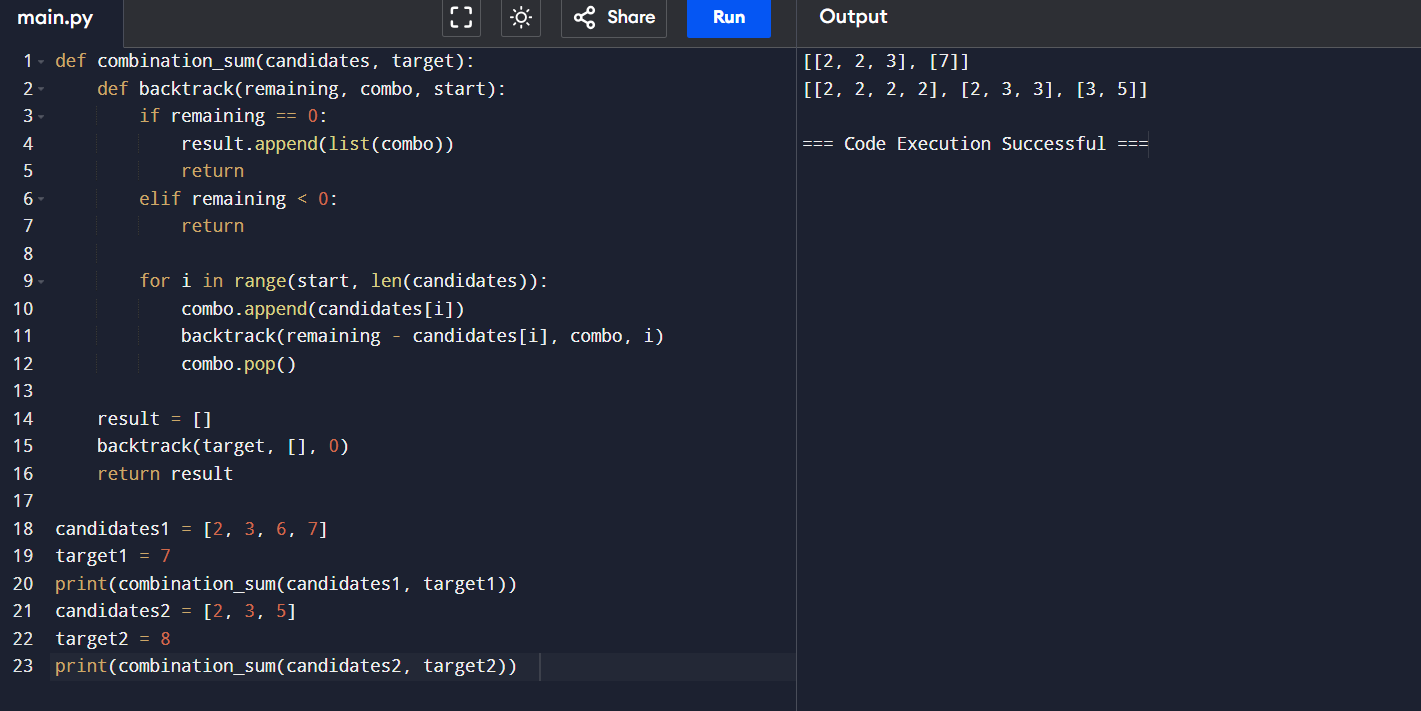 main.py
Share
Run
Output
1 def combination_sum(candidates, target):
2     def backtrack(remaining, combo, start):
3         if remaining == 0:
4             result.append(list(combo))
5             return
6         elif remaining < 0:
7             return
8
9         for i in range(start, len(candidates)):
10             combo.append(candidates[i])
11             backtrack(remaining - candidates[i], combo, i)
12             combo.pop()
13
14     result = []
15     backtrack(target, [], 0)
16     return result
17
18 candidates1 = [2, 3, 6, 7]
19 target1 = 7
20 print(combination_sum(candidates1, target1))
21 candidates2 = [2, 3, 5]
22 target2 = 8
23 print(combination_sum(candidates2, target2))
[[2, 2, 3], [7]]
[[2, 2, 2, 2], [2, 3, 3], [3, 5]]
=== Code Execution Successful ===